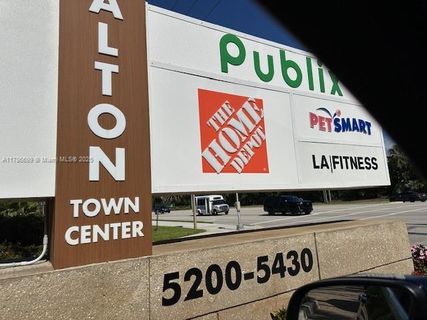 ALTON
TOWN
CENTER
Publix
THE
HOME
DEPOT
PETSMART
LA FITNESS
5200-5430